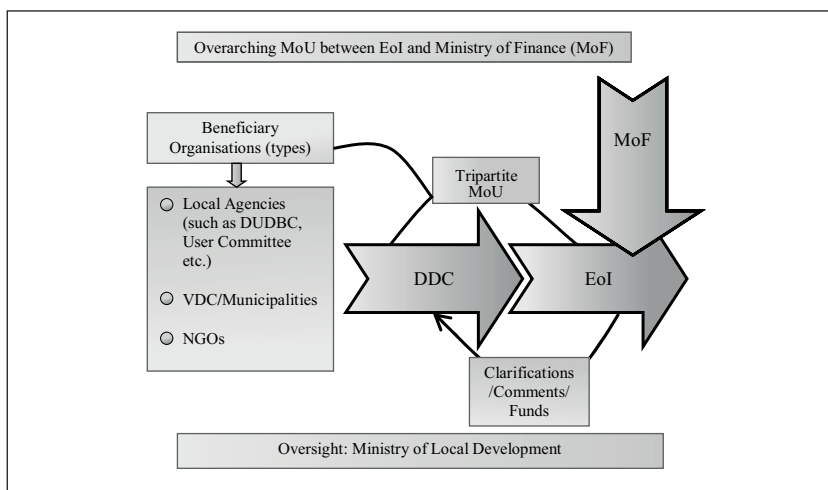 Overarching MoU between EoI and Ministry of Finance (MoF)
Beneficiary
Organisations (types)
MoF
Tripartite
MoU
Local Agencies
(such as DUDBC,
User Committee
etc.)
VDC/Municipalities
NGOs
DDC
EoI
Clarifications
/Comments/
Funds
Oversight: Ministry of Local Development